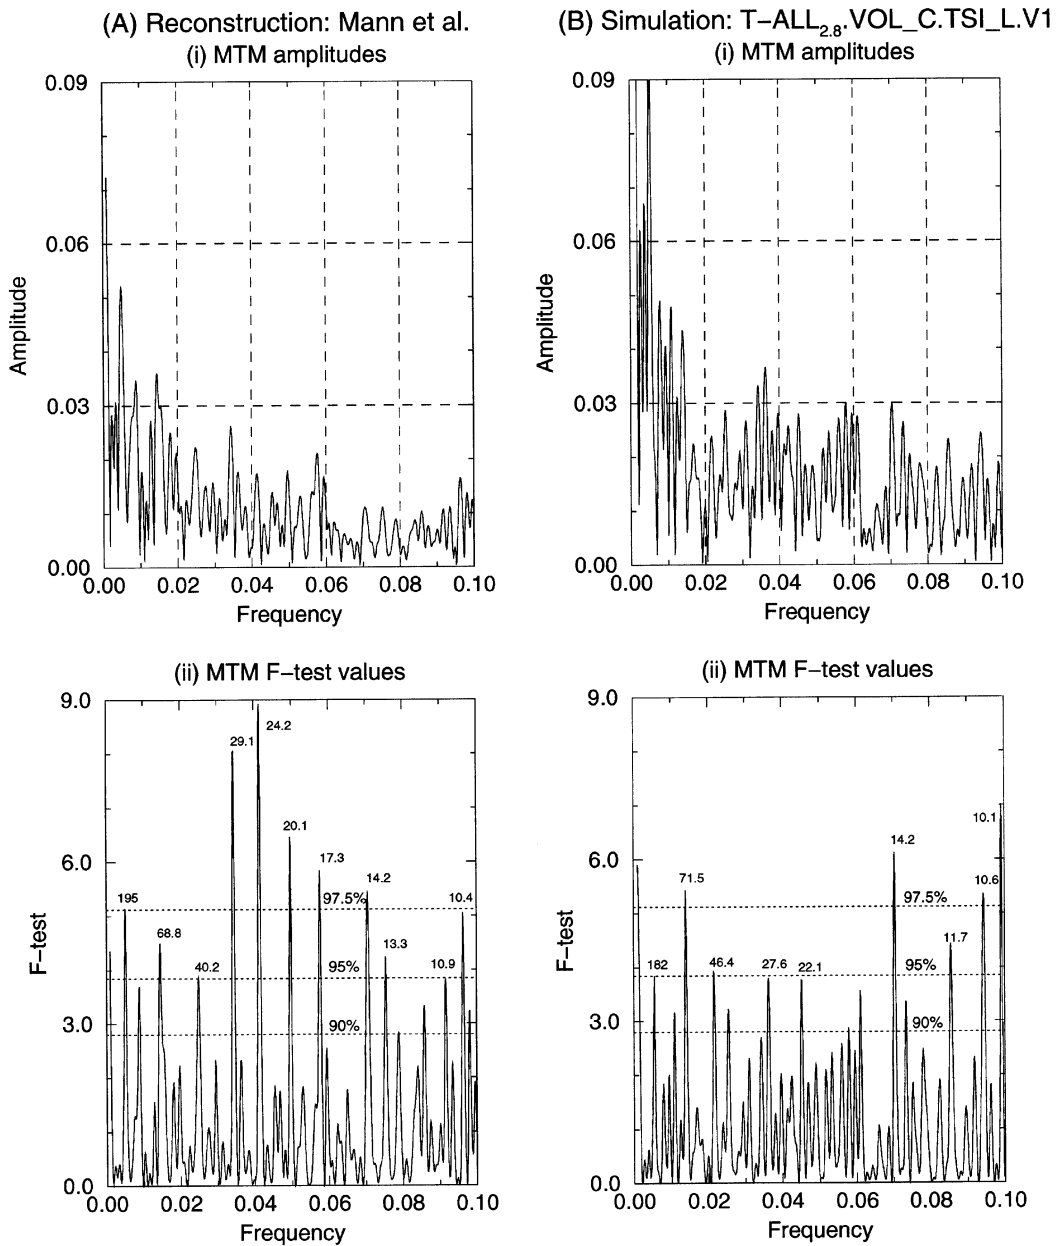 (A) Reconstruction: Mann et al.
(i) MTM amplitudes
0.09
0.06
0.03
0.00
Amplitude
0.00 0.02 0.04 0.06 0.08 0.10
Frequency
(B) Simulation: T−ALL2.8.VOL_C.TSI_L.V1
(i) MTM amplitudes
0.09
0.06
0.03
0.00
Amplitude
0.00 0.02 0.04 0.06 0.08 0.10
Frequency
(ii) MTM F−test values
9.0
6.0
3.0
0.0
F−test
195
68.8
40.2
29.1
24.2
20.1
17.3
14.2
13.3
10.9
10.4
97.5%
95%
90%
0.00 0.02 0.04 0.06 0.08 0.10
Frequency
(ii) MTM F−test values
9.0
6.0
3.0
0.0
F−test
182
71.5
46.4
27.6
22.1
14.2
11.7
10.6
10.1
97.5%
95%
90%
0.00 0.02 0.04 0.06 0.08 0.10
Frequency